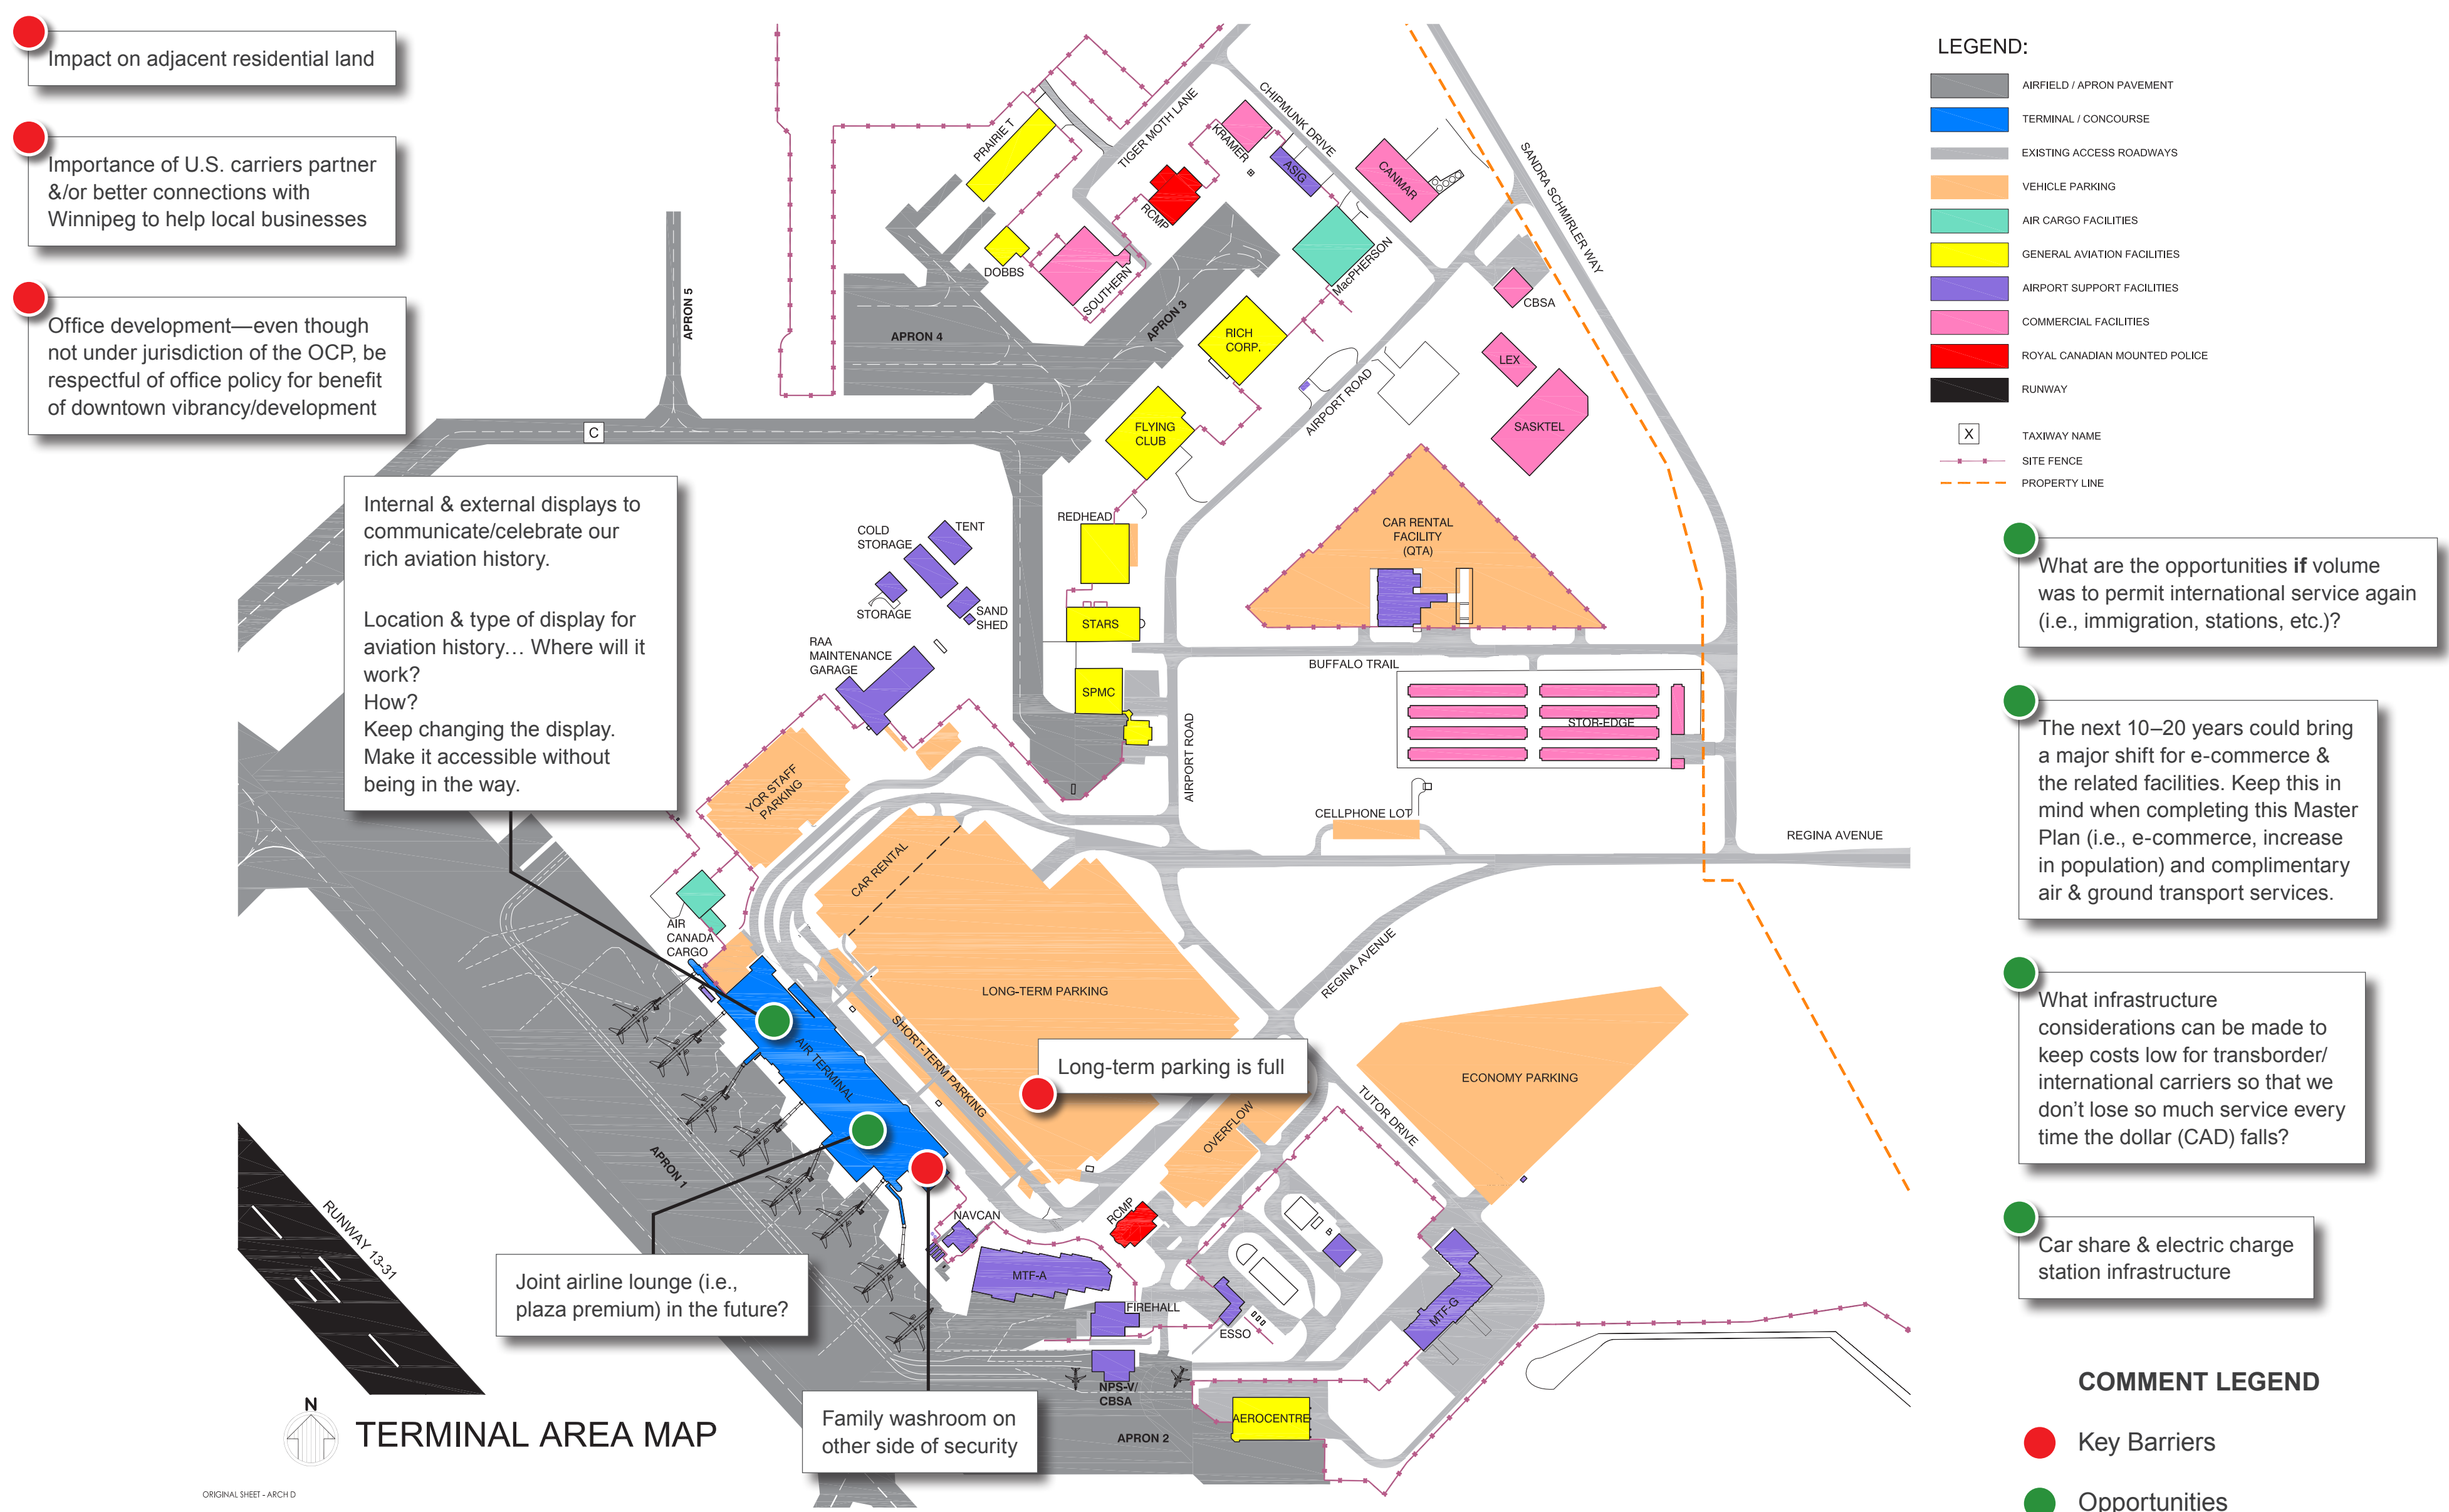 Impact on adjacent residential land
Importance of U.S. carriers partner
&/or better connections with
Winnipeg to help local businesses
Office development—even though
not under jurisdiction of the OCP, be
respectful of office policy for benefit
of downtown vibrancy/development
Internal & external displays to
communicate/celebrate our
rich aviation history.
Location & type of display for
aviation history… Where will it
work?
How?
Keep changing the display.
Make it accessible without
being in the way.
Joint airline lounge (i.e.,
plaza premium) in the future?
Family washroom on
other side of security
Long-term parking is full
PRAIRIE T
TIGER MOTH LANE
CHIPMUNK DRIVE
KRAMER
ASIG
CANMAR
SANDRA SCHMIRLER WAY
RCMP
DOBBS
SOUTHERN
MacPHERSON
CBSA
APRON 5
APRON 4
APRON 3
RICH
CORP.
LEX
SASKTEL
AIRPORT ROAD
FLYING
CLUB
C
REDHEAD
CAR RENTAL
FACILITY
(QTA)
COLD
STORAGE
TENT
STORAGE
SAND
SHED
STARS
RAA
MAINTENANCE
GARAGE
SPMC
BUFFALO TRAIL
STOR-EDGE
AIRPORT ROAD
YQR STAFF
PARKING
CELLPHONE LOT
REGINA AVENUE
CAR RENTAL
AIR
CANADA
CARGO
LONG-TERM PARKING
REGINA AVENUE
SHORT-TERM PARKING
AIR TERMINAL
ECONOMY PARKING
TUTOR DRIVE
OVERFLOW
APRON 1
RUNWAY 13-31
NAVCAN
RCMP
B
MTF-A
FIREHALL
ESSO
MTF-G
NPS-V/
CBSA
AEROCENTRE
APRON 2
N
TERMINAL AREA MAP
ORIGINAL SHEET - ARCH D
LEGEND:
AIRFIELD / APRON PAVEMENT
TERMINAL / CONCOURSE
EXISTING ACCESS ROADWAYS
VEHICLE PARKING
AIR CARGO FACILITIES
GENERAL AVIATION FACILITIES
AIRPORT SUPPORT FACILITIES
COMMERCIAL FACILITIES
ROYAL CANADIAN MOUNTED POLICE
RUNWAY
X TAXIWAY NAME
SITE FENCE
PROPERTY LINE
What are the opportunities if volume
was to permit international service again
(i.e., immigration, stations, etc.)?
The next 10–20 years could bring
a major shift for e-commerce &
the related facilities. Keep this in
mind when completing this Master
Plan (i.e., e-commerce, increase
in population) and complimentary
air & ground transport services.
What infrastructure
considerations can be made to
keep costs low for transborder/
international carriers so that we
don’t lose so much service every
time the dollar (CAD) falls?
Car share & electric charge
station infrastructure
COMMENT LEGEND
Key Barriers
Opportunities